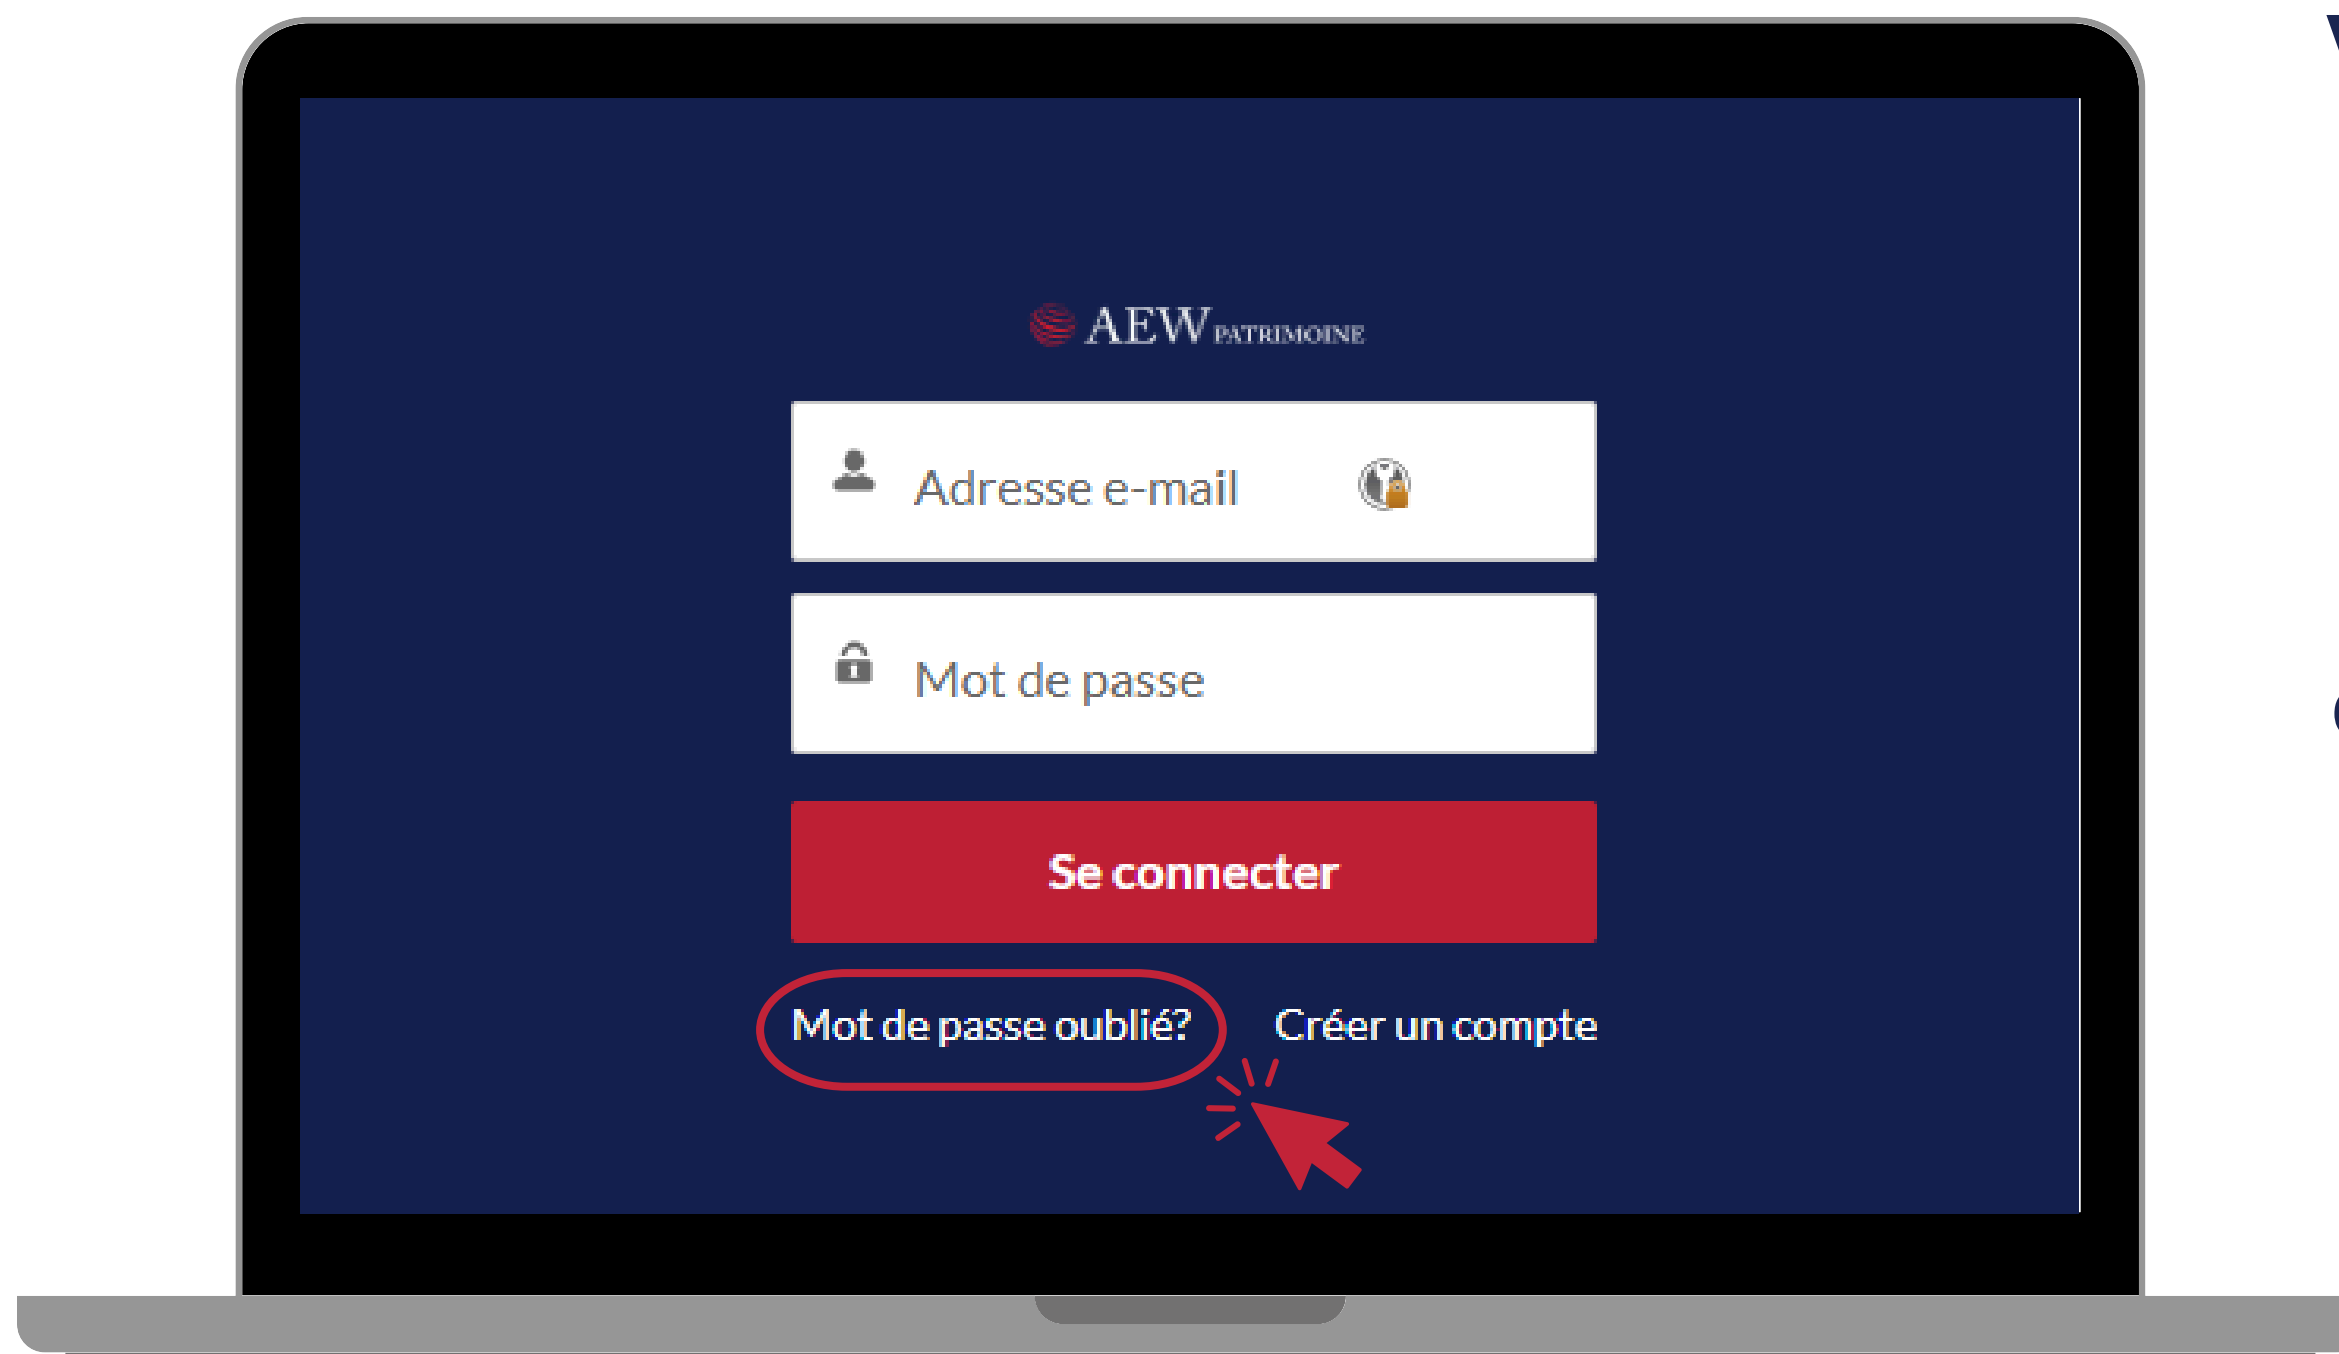 AEW PATRIMOINE
Adresse e-mail
Mot de passe
Se connecter
Mot de passe oublié? Créer un compte